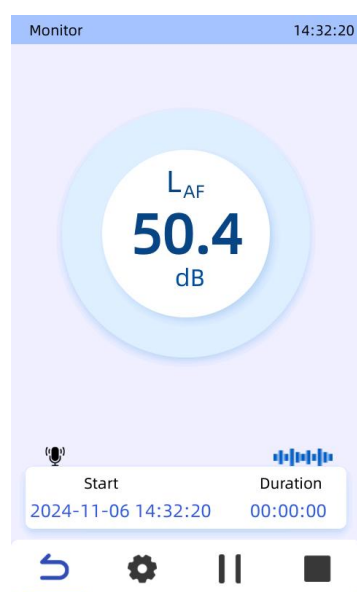 Monitor 14:32:20
LAF
50.4
dB
Start Duration
2024-11-06 14:32:20 00:00:00